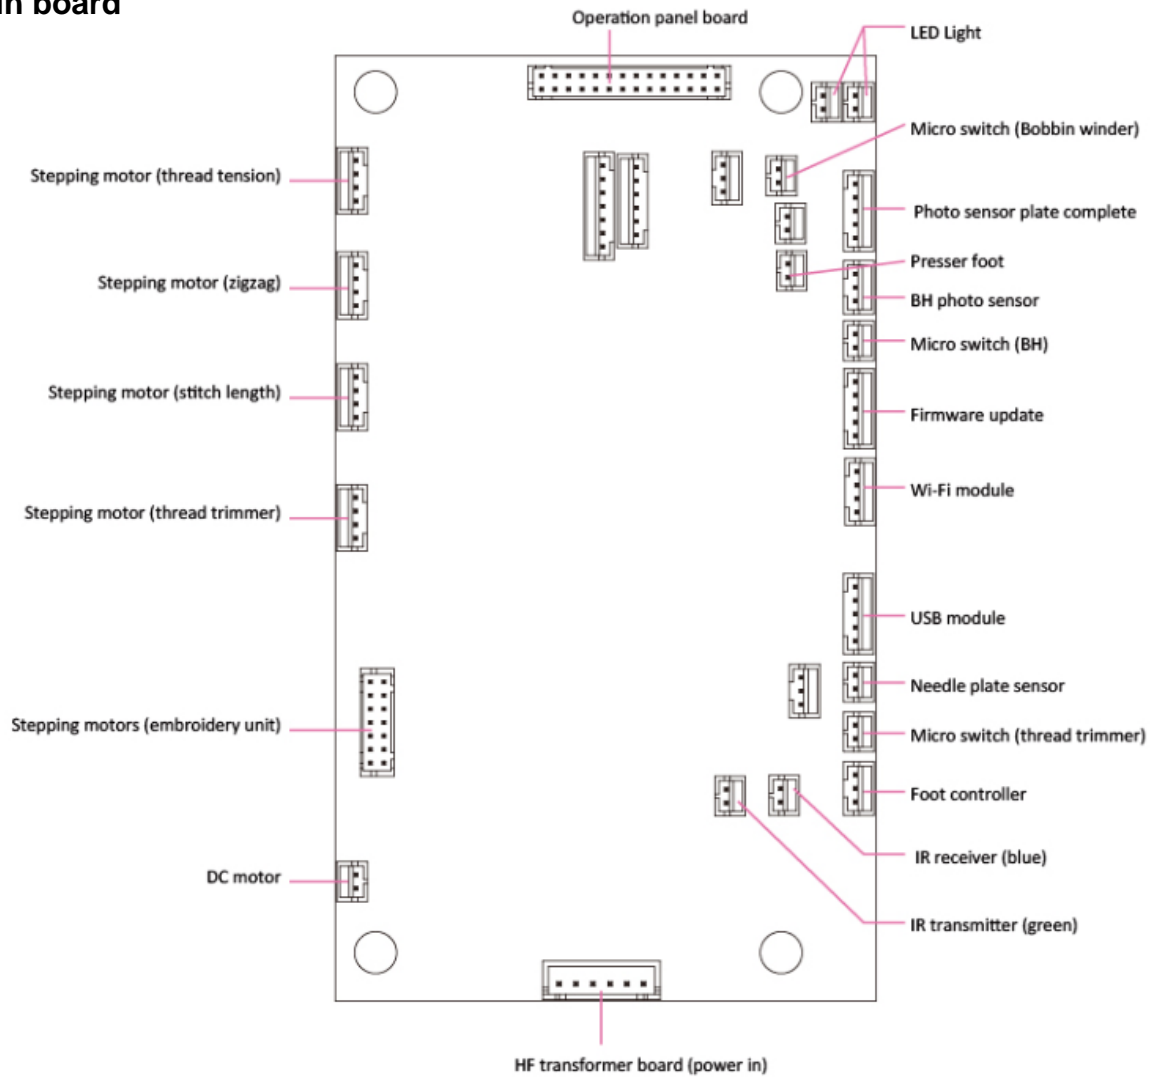 in board
Operation panel board
LED Light
Micro switch (Bobbin winder)
Stepping motor (thread tension)
Photo sensor plate complete
Presser foot
Stepping motor (zigzag)
BH photo sensor
Micro switch (BH)
Stepping motor (stitch length)
Firmware update
Wi-Fi module
Stepping motor (thread trimmer)
USB module
Needle plate sensor
Stepping motors (embroidery unit)
Micro switch (thread trimmer)
Foot controller
IR receiver (blue)
DC motor
IR transmitter (green)
HF transformer board (power in)